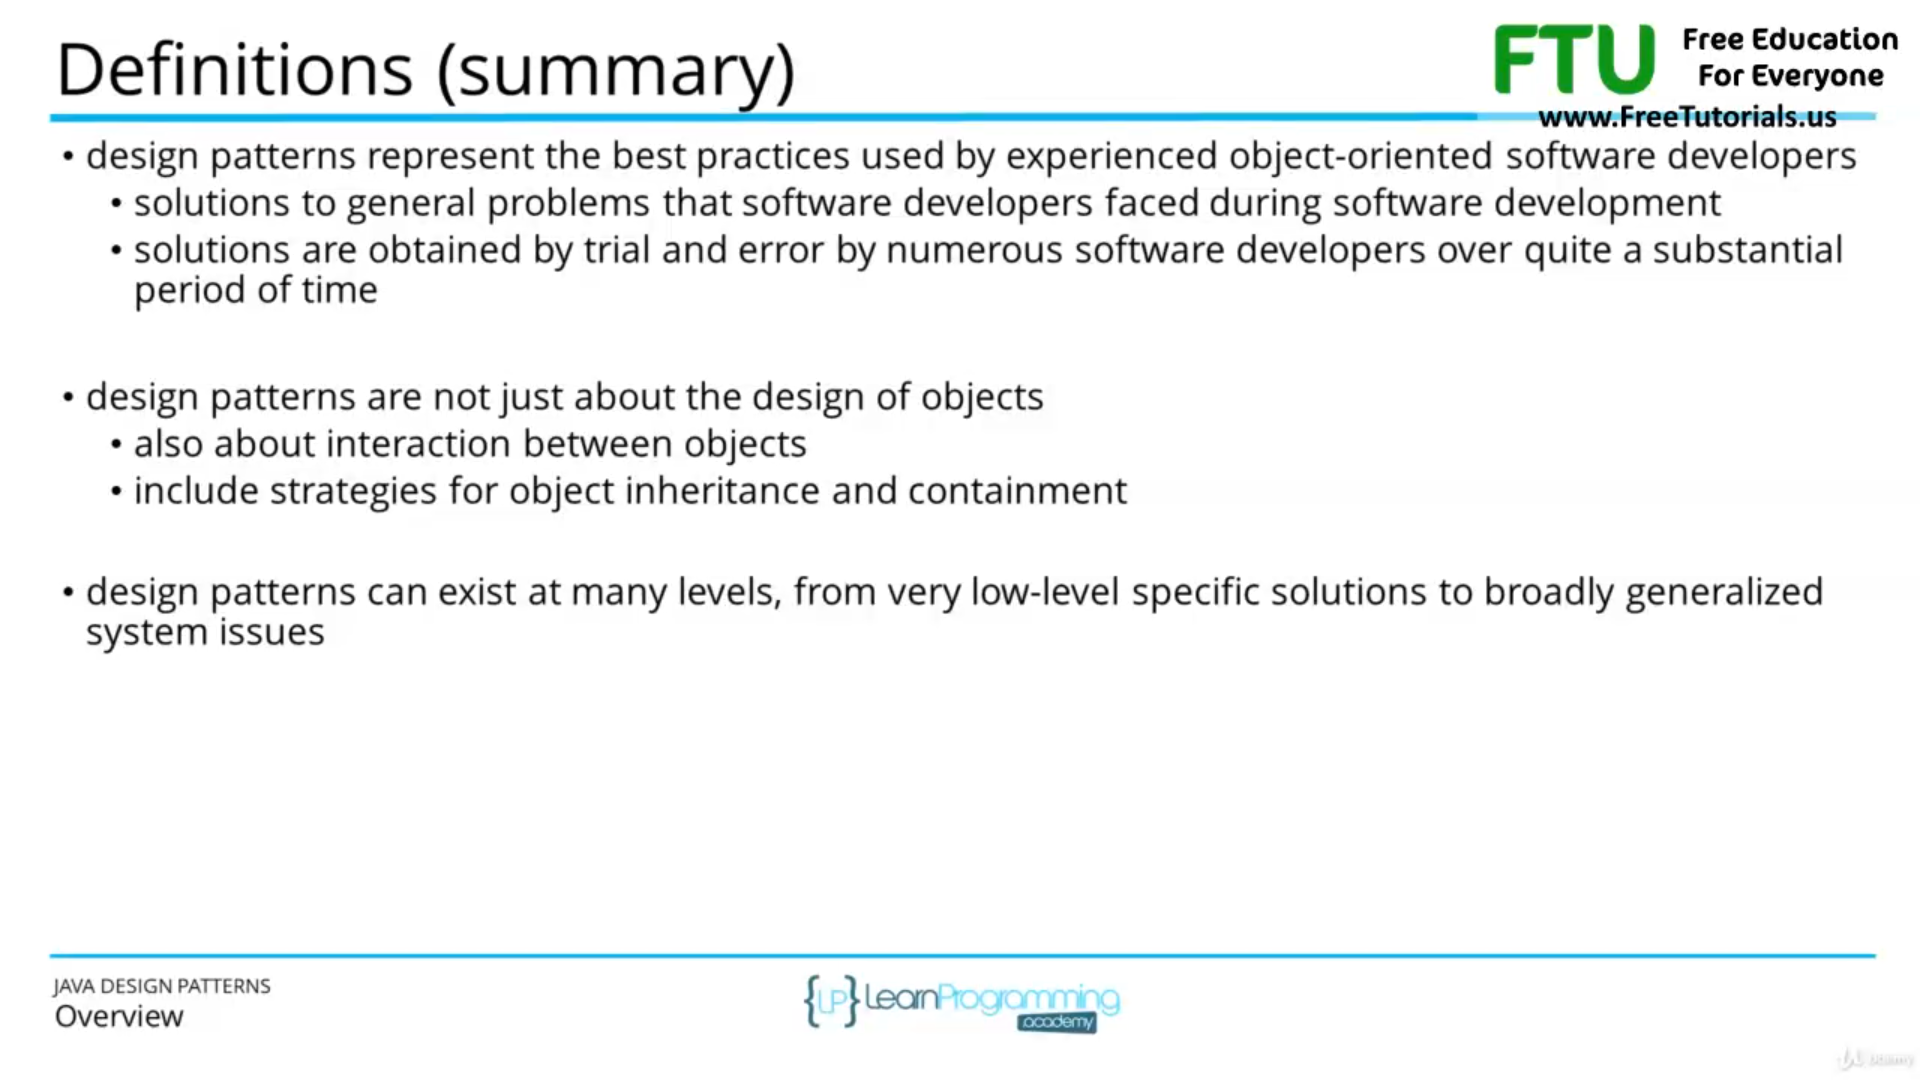 Definitions (summary)
FTU Free Education
For Everyone
www.FreeTutorials.us
• design patterns represent the best practices used by experienced object-oriented software developers
• solutions to general problems that software developers faced during software development
• solutions are obtained by trial and error by numerous software developers over quite a substantial
period of time
• design patterns are not just about the design of objects
• also about interaction between objects
• include strategies for object inheritance and containment
• design patterns can exist at many levels, from very low-level specific solutions to broadly generalized
system issues
JAVA DESIGN PATTERNS
Overview
{LP} LearnProgramming
academy
Udemy